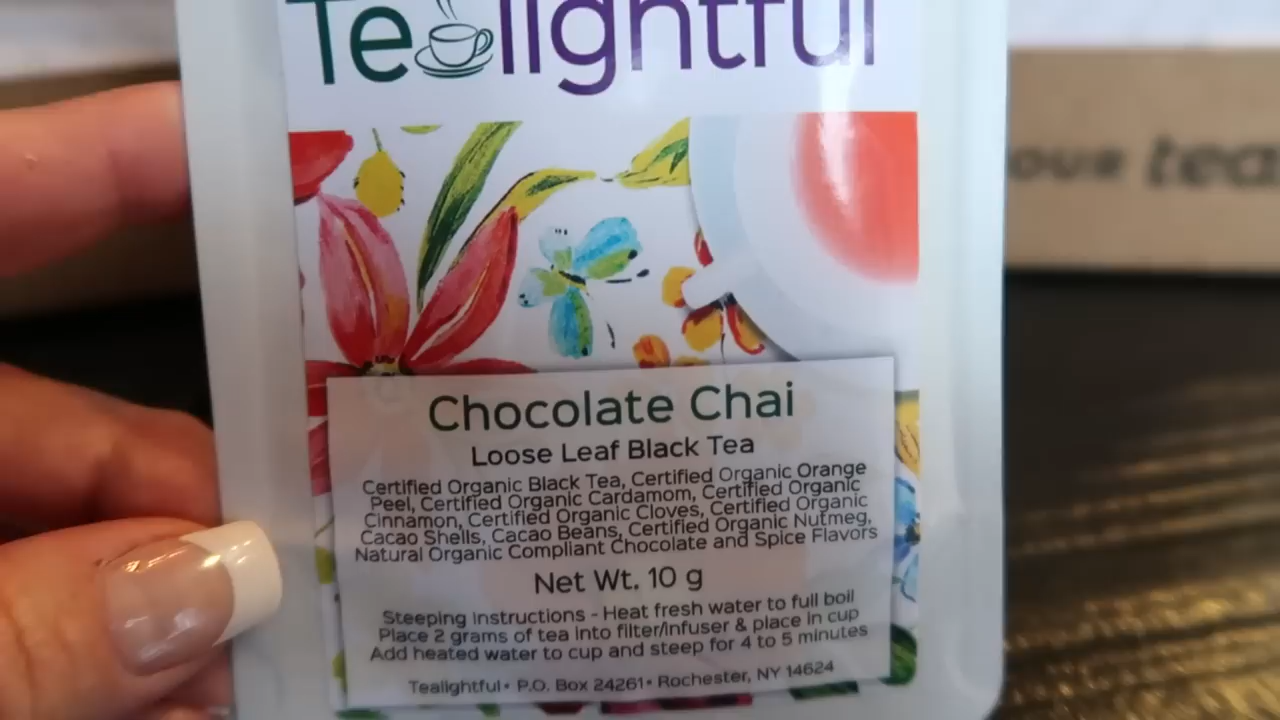 Tealightful
OUR tea
Chocolate Chai
Loose Leaf Black Tea
Certified Organic Black Tea, Certified Organic Orange
Peel, Certified Organic Cardamom, Certified Organic
Cinnamon, Certified Organic Cloves, Certified Organic
Cacao Shells, Cacao Beans, Certified Organic Nutmeg,
Natural Organic Compliant Chocolate and Spice Flavors
Net Wt. 10 g
Steeping Instructions - Heat fresh water to full boil
Place 2 grams of tea into filter/infuser & place in cup
Add heated water to cup and steep for 4 to 5 minutes
Tealightful • P.O. Box 24261 • Rochester, NY 14624